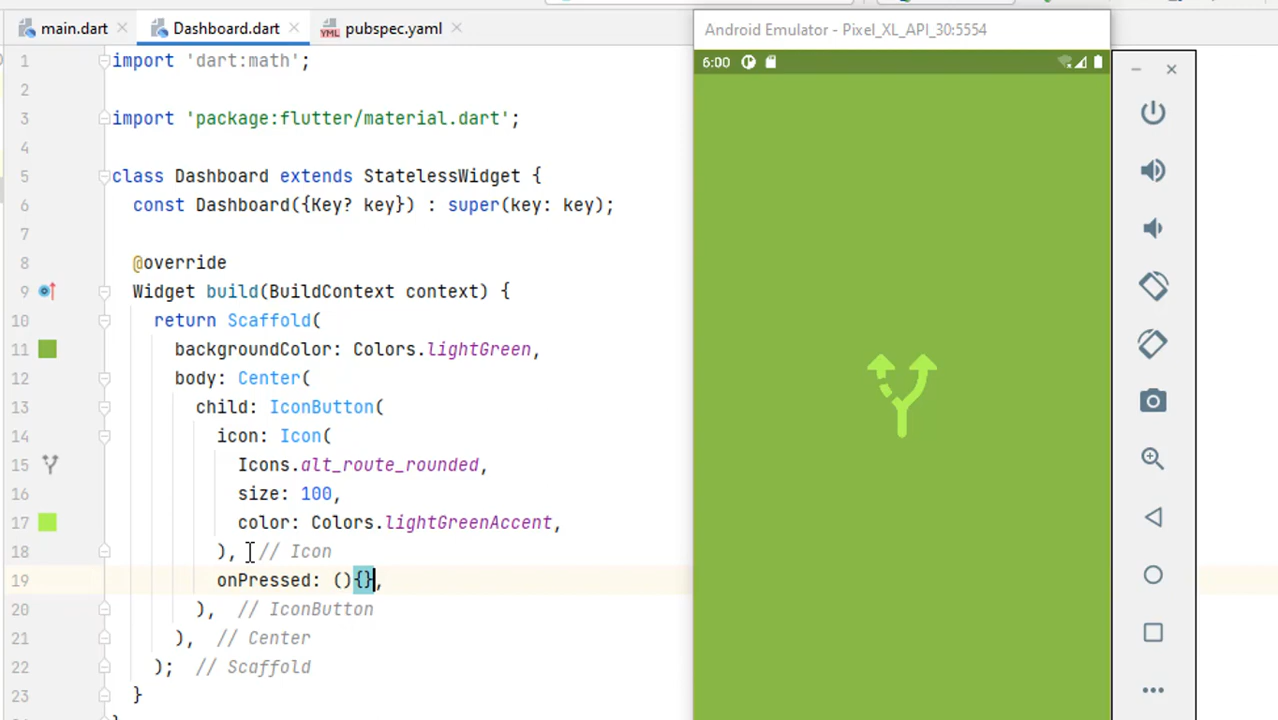 main.dart Dashboard.dart YML pubspec.yaml
Android Emulator - Pixel_XL_API_30:5554
6:00
1 import 'dart:math';
2
3 import 'package:flutter/material.dart';
4
5 class Dashboard extends StatelessWidget {
6 const Dashboard({Key? key}) : super(key: key);
7
8 @override
9 Widget build(BuildContext context) {
10 return Scaffold(
11 backgroundColor: Colors.lightGreen,
12 body: Center(
13 child: IconButton(
14 icon: Icon(
15 Icons.alt_route_rounded,
16 size: 100,
17 color: Colors.lightGreenAccent,
18 ), // Icon
19 onPressed: (){},
20 ), // IconButton
21 ), // Center
22 ); // Scaffold
23 }